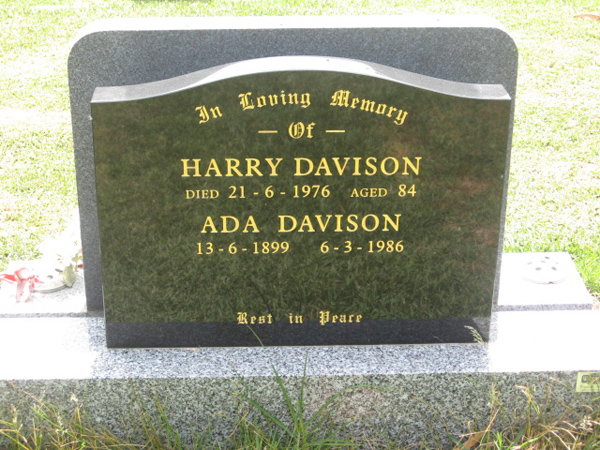 In Loving Memory
— Of —
HARRY DAVISON
DIED 21-6-1976 AGED 84
ADA DAVISON
13-6-1899 6-3-1986
Rest in Peace